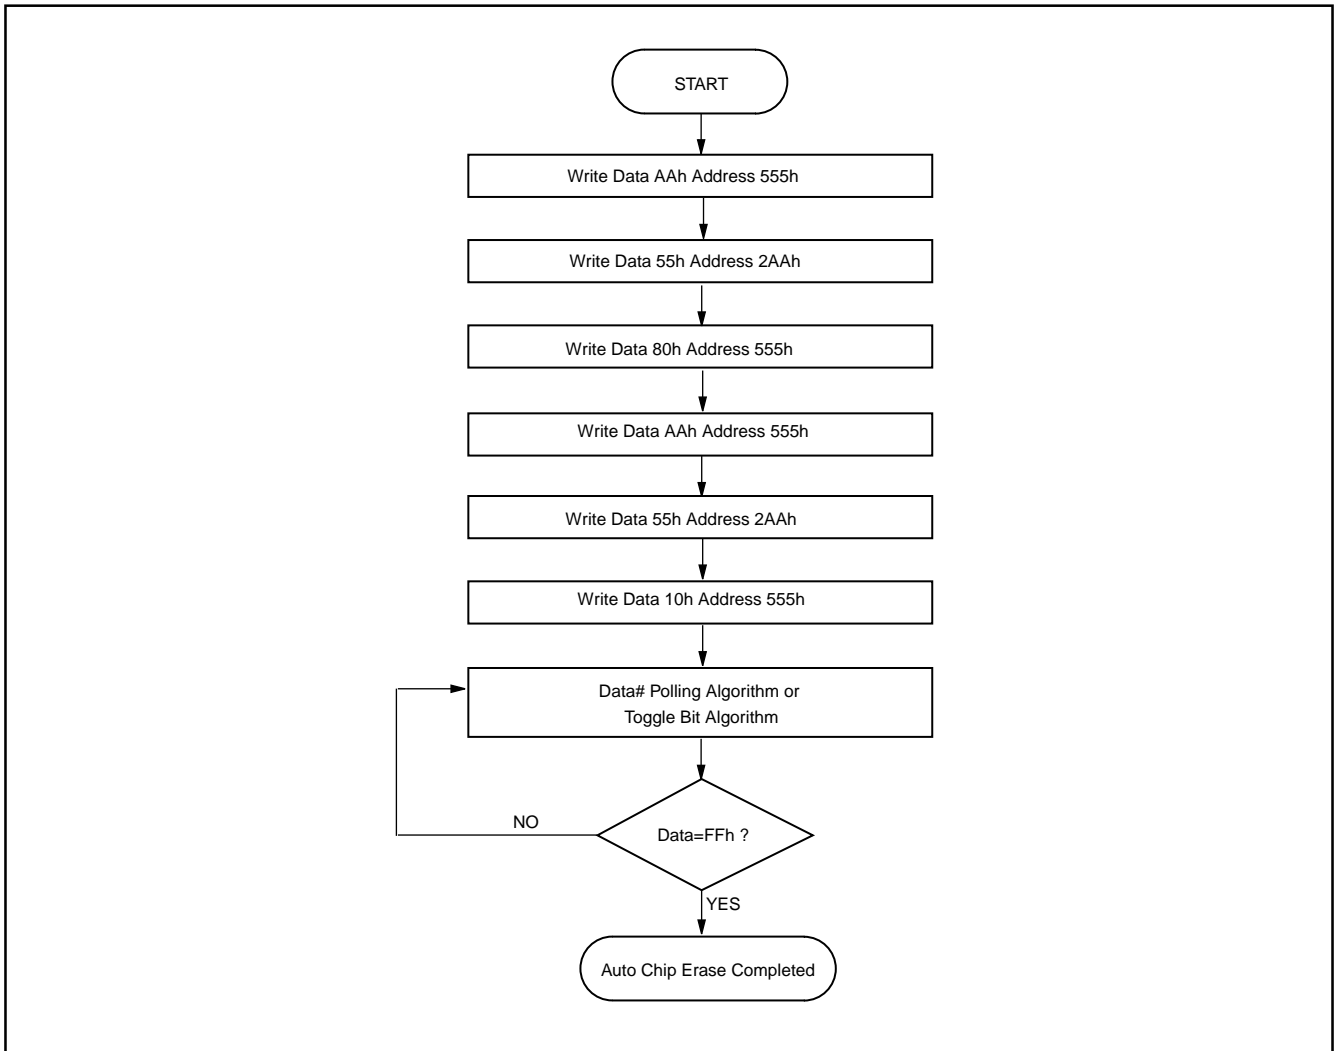 START
Write Data AAh Address 555h
Write Data 55h Address 2AAh
Write Data 80h Address 555h
Write Data AAh Address 555h
Write Data 55h Address 2AAh
Write Data 10h Address 555h
Data# Polling Algorithm or
Toggle Bit Algorithm
NO
Data=FFh ?
YES
Auto Chip Erase Completed